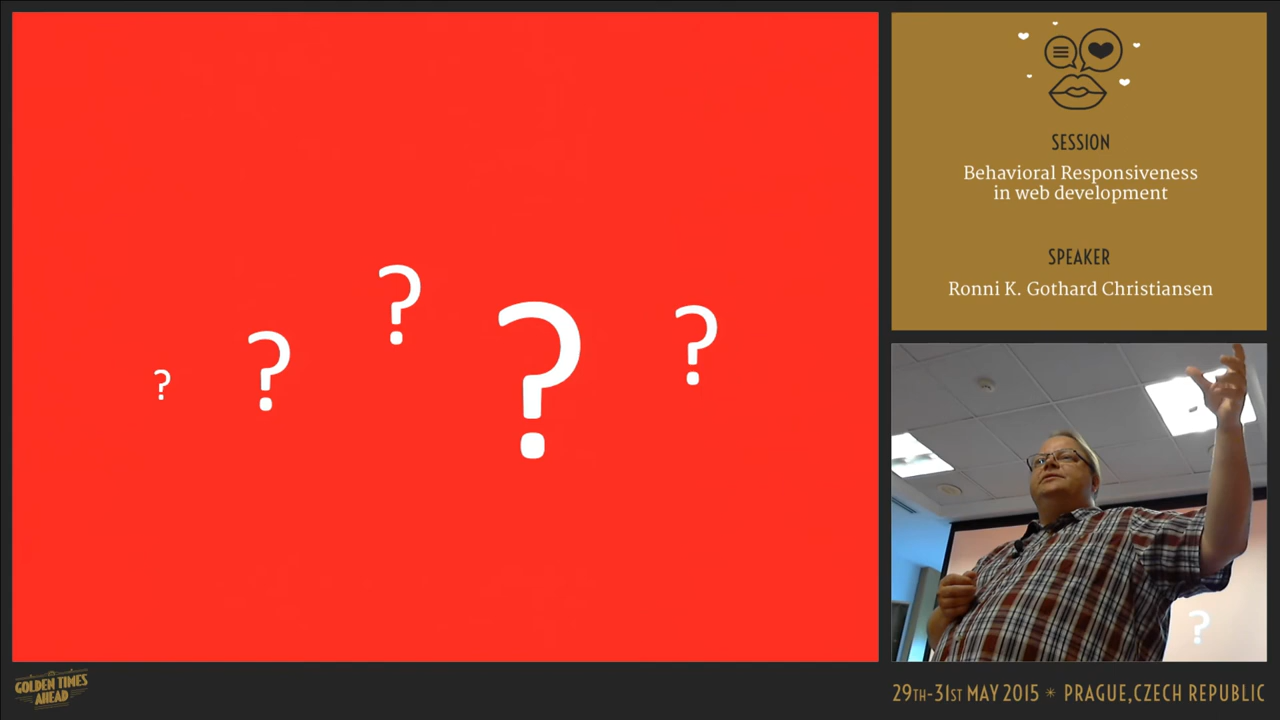 ? ? ? ? ?
SESSION
Behavioral Responsiveness
in web development
SPEAKER
Ronni K. Gothard Christiansen
?
GOLDEN TIMES
AHEAD
29TH-31ST MAY 2015 * PRAGUE,CZECH REPUBLIC